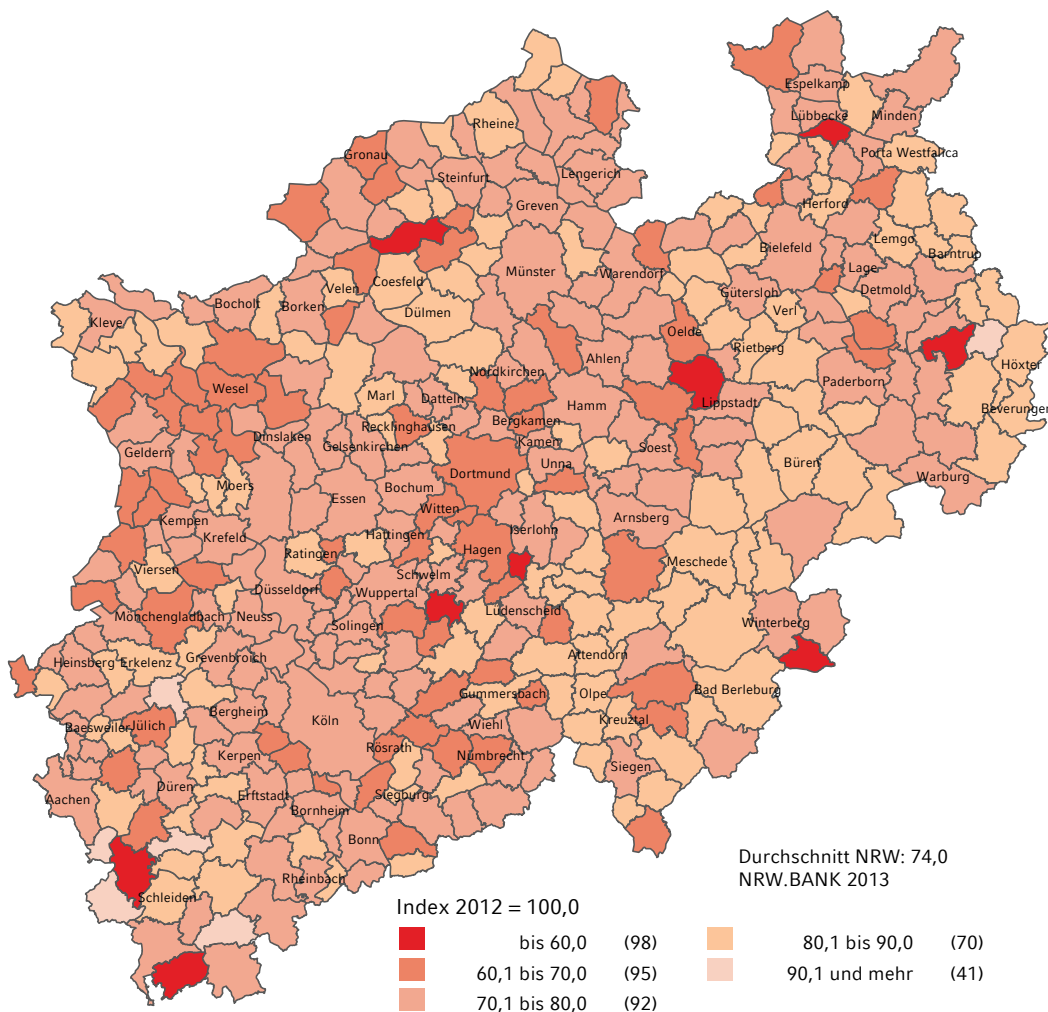 Espelkamp
Lübbecke
Minden
Rheine
Porta Westfalica
Gronau
Steinfurt
Lengerich
Greven
Herford
Lemgo
Bielefeld
Barntrup
Münster
Warendorf
Lage
Coesfeld
Velen
Detmold
Gütersloh
Bocholt
Borken
Dülmen
Verl
Kleve
Oelde
Rietberg
Ahlen
Höxter
Nordkirchen
Wesel
Paderborn
Marl
Datteln
Hamm
Lippstadt
Beverungen
Recklinghausen
Bergkamen
Dinslaken
Kamen
Gelsenkirchen
Soest
Geldern
Unna
Büren
Dortmund
Warburg
Moers
Bochum
Essen
Witten
Arnsberg
Kempen
Iserlohn
Krefeld
Hattingen
Hagen
Ratingen
Meschede
Viersen
Schwelm
Düsseldorf
Wuppertal
Lüdenscheid
Mönchengladbach
Neuss
Solingen
Winterberg
Attendorn
Grevenbroich
Heinsberg
Erkelenz
Bad Berleburg
Gummersbach
Olpe
Bergheim
Kreuztal
Köln
Wiehl
Baesweiler
Jülich
Rösrath
Nümbrecht
Kerpen
Siegen
Düren
Siegburg
Aachen
Erftstadt
Bornheim
Bonn
Rheinbach
Schleiden
Durchschnitt NRW: 74,0
NRW.BANK 2013
Index 2012 = 100,0
bis 60,0 (98)
60,1 bis 70,0 (95)
70,1 bis 80,0 (92)
80,1 bis 90,0 (70)
90,1 und mehr (41)